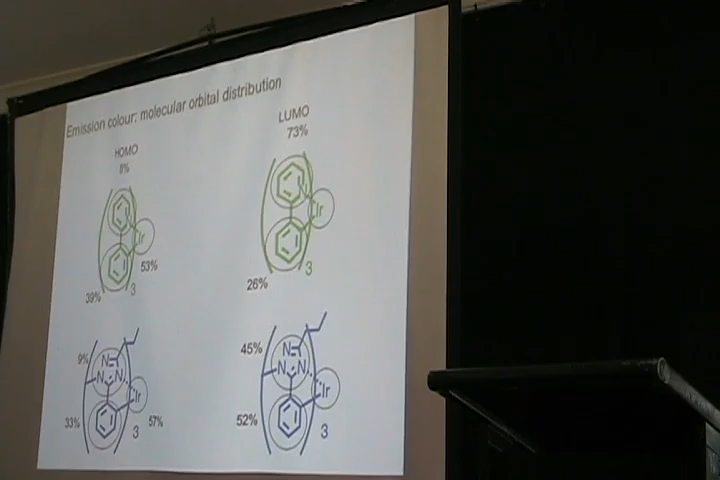 Emission colour: molecular orbital distribution
HOMO
8%
LUMO
73%
N
Ir
53%
39%
3
N
Ir
26%
3
9%
N
N
N
Ir
33%
57%
3
45%
N
N
N
Ir
52%
3